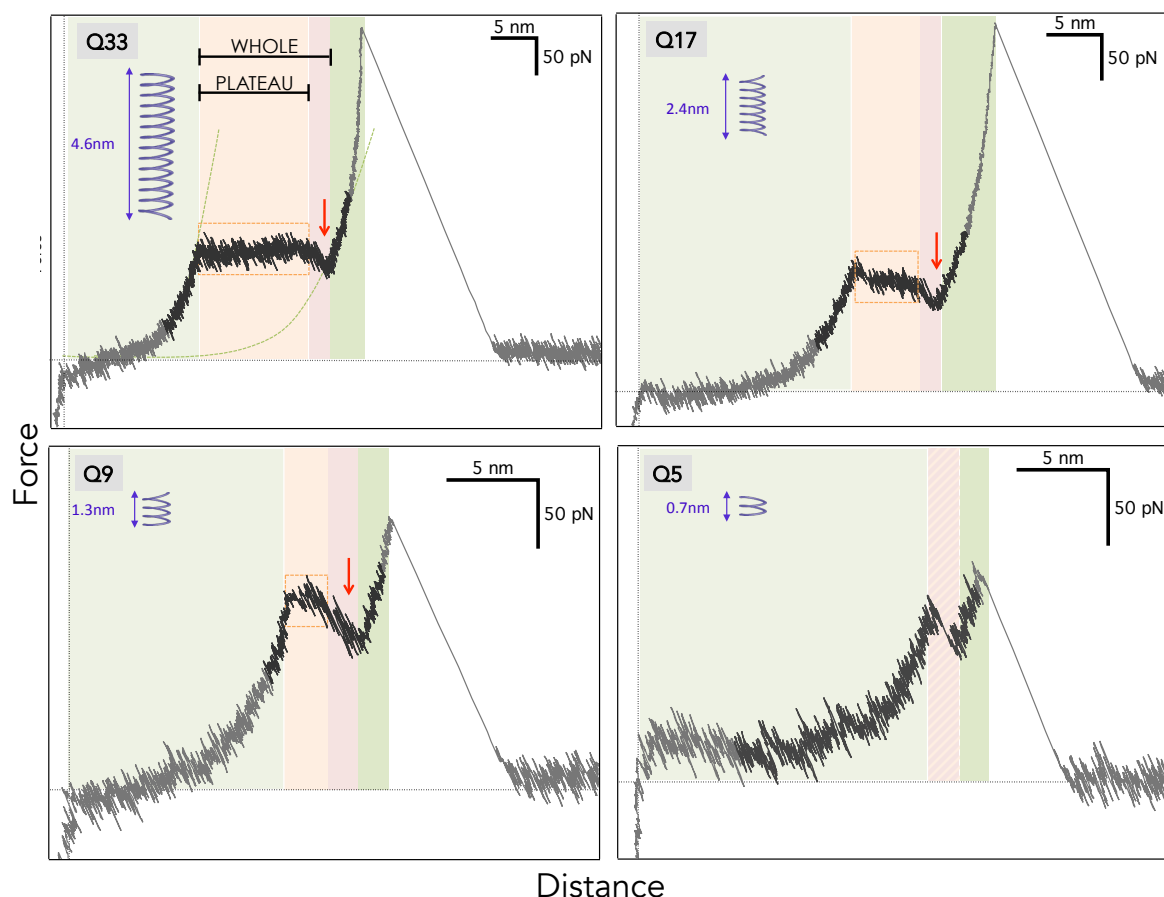 Q33
WHOLE
PLATEAU
4.6nm
5 nm
50 pN
Q17
2.4nm
5 nm
50 pN
Q9
1.3nm
5 nm
50 pN
Q5
0.7nm
5 nm
50 pN
Force
Distance